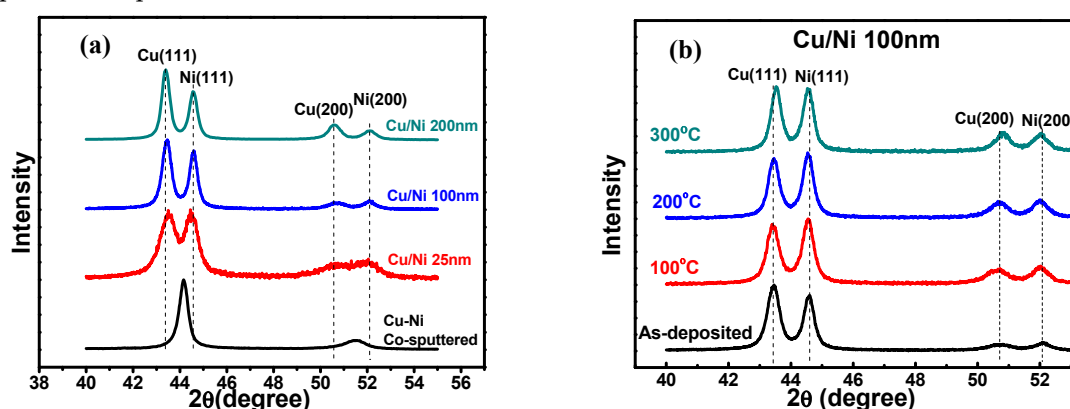 (a)
Cu(111)
Ni(111)
Cu(200)
Ni(200)
Cu/Ni 200nm
Cu/Ni 100nm
Cu/Ni 25nm
Cu-Ni
Co-sputtered
Intensity
38 40 42 44 46 48 50 52 54 56
2θ(degree)
(b)
Cu/Ni 100nm
Cu(111)
Ni(111)
Cu(200)
Ni(200
300°C
200°C
100°C
As-deposited
Intensity
40 42 44 46 48 50 52
2θ(degree)